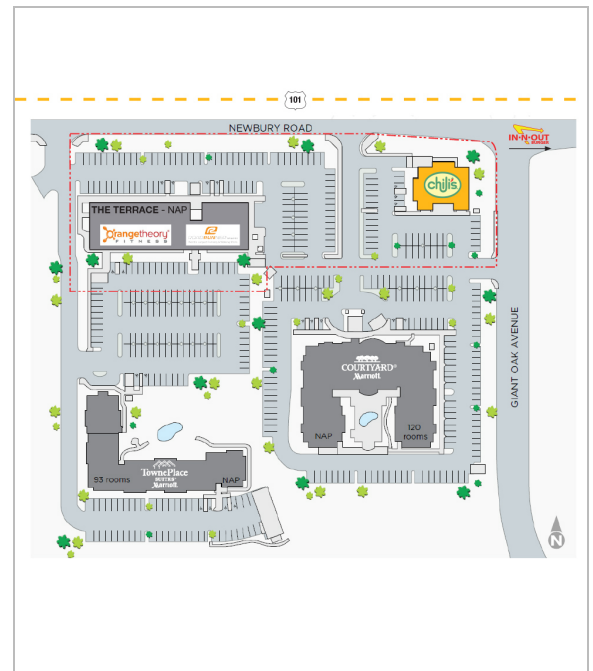 101
NEWBURY ROAD
IN-N-OUT
BURGER
chili's
THE TERRACE - NAP
Orangetheory®
FITNESS
GIANT OAK AVENUE
COURTYARD®
Marriott
NAP
120
rooms
TownePlace
SUITES®
Marriott
93 rooms
NAP
N